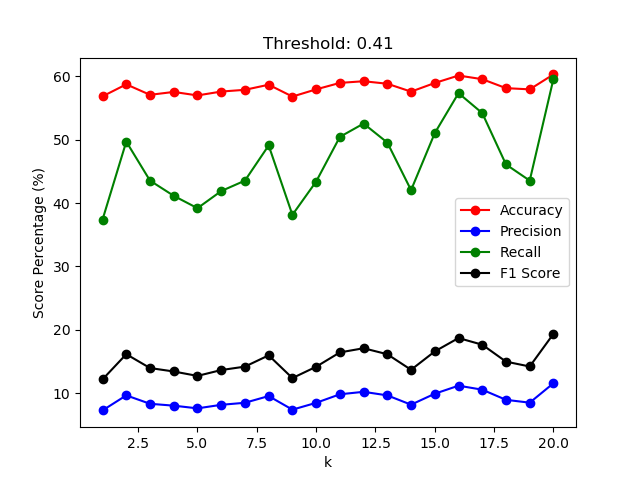 Threshold: 0.41
Score Percentage (%)
60
50
40
30
20
10
Accuracy
Precision
Recall
F1 Score
2.5 5.0 7.5 10.0 12.5 15.0 17.5 20.0
k